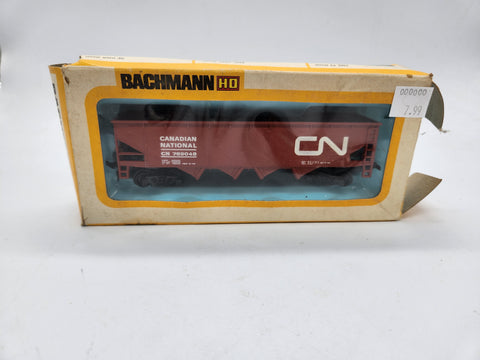 BACHMANN HO
000000
7.99
CANADIAN
NATIONAL
CN 769048
CN